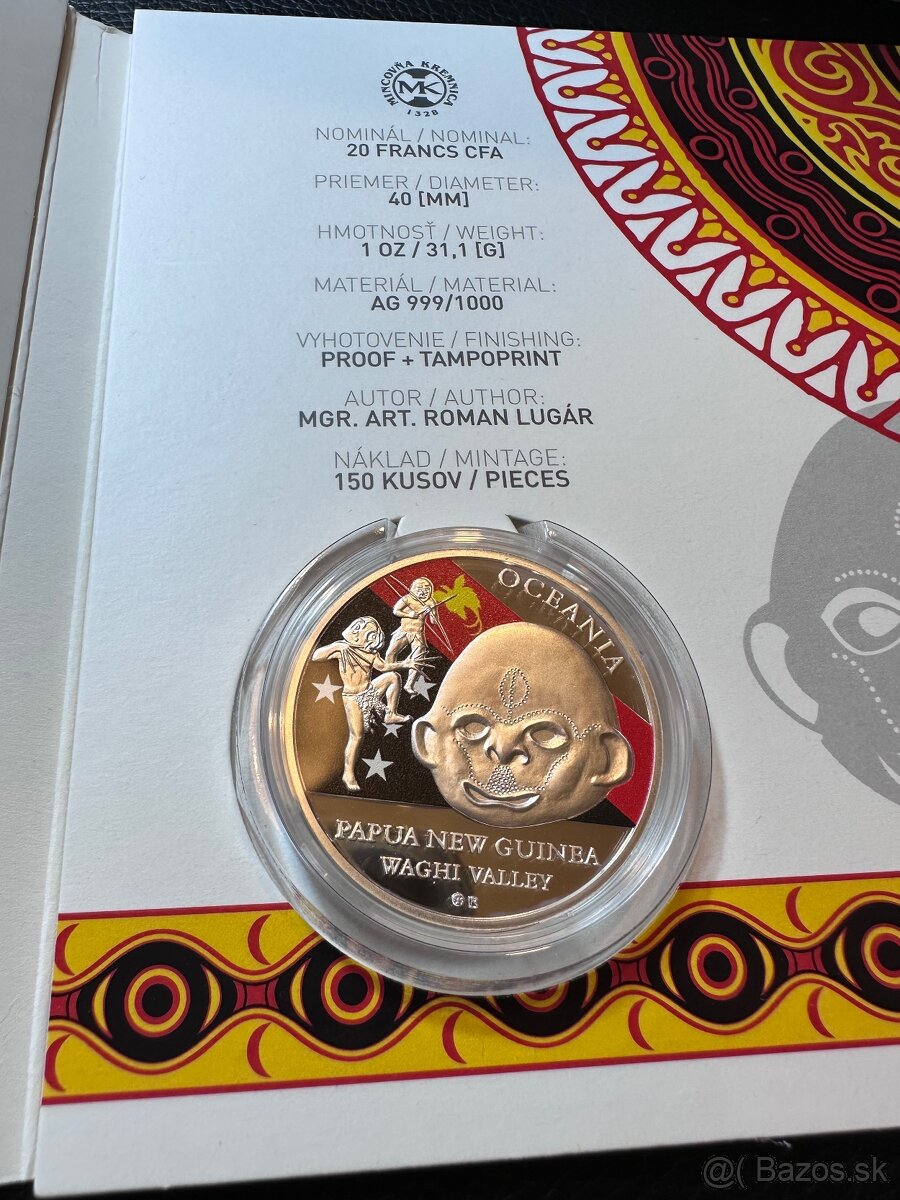 MINCOVŇA KREMNICA
MK
1328
NOMINÁL / NOMINAL:
20 FRANCS CFA
PRIEMER / DIAMETER:
40 [MM]
HMOTNOSŤ / WEIGHT:
1 OZ / 31,1 [G]
MATERIÁL / MATERIAL:
AG 999/1000
VYHOTOVENIE / FINISHING:
PROOF + TAMPOPRINT
AUTOR / AUTHOR:
MGR. ART. ROMAN LUGÁR
NÁKLAD / MINTAGE:
150 KUSOV / PIECES
OCEANIA
PAPUA NEW GUINEA
WAGHI VALLEY
@( Bazos.sk